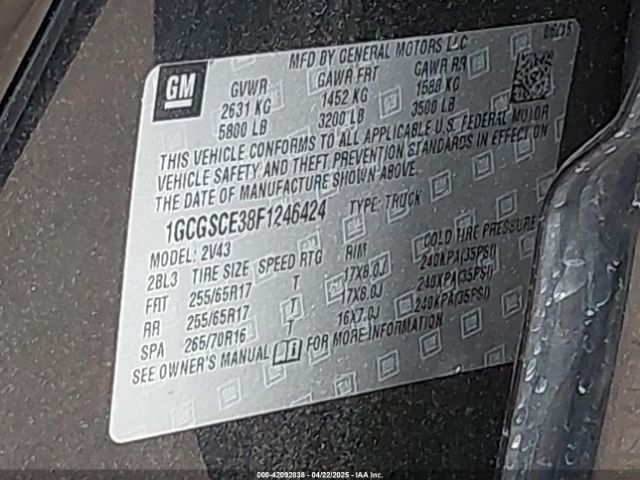 MFD BY GENERAL MOTORS LLC
GM
GVWR GAWR FRT GAWR RR
2631 KG 1452 KG 1588 KG
5800 LB 3200 LB 3500 LB
THIS VEHICLE CONFORMS TO ALL APPLICABLE U.S. FEDERAL MOTOR
VEHICLE SAFETY AND THEFT PREVENTION STANDARDS IN EFFECT ON
THE DATE OF MANUFACTURE SHOWN ABOVE.
1GCGSCE38F1246424 TYPE: TRUCK
MODEL: 2V43
2BL3 TIRE SIZE SPEED RTG RIM COLD TIRE PRESSURE
FRT 255/65R17 T 17X8.0J 240KPA(35PSI)
RR 255/65R17 T 17X8.0J 240KPA(35PSI)
SPA 265/70R16 T 16X7.0J 240KPA(35PSI)
SEE OWNER'S MANUAL FOR MORE INFORMATION
000-42092838 - 04/22/2025 - IAAI.COM